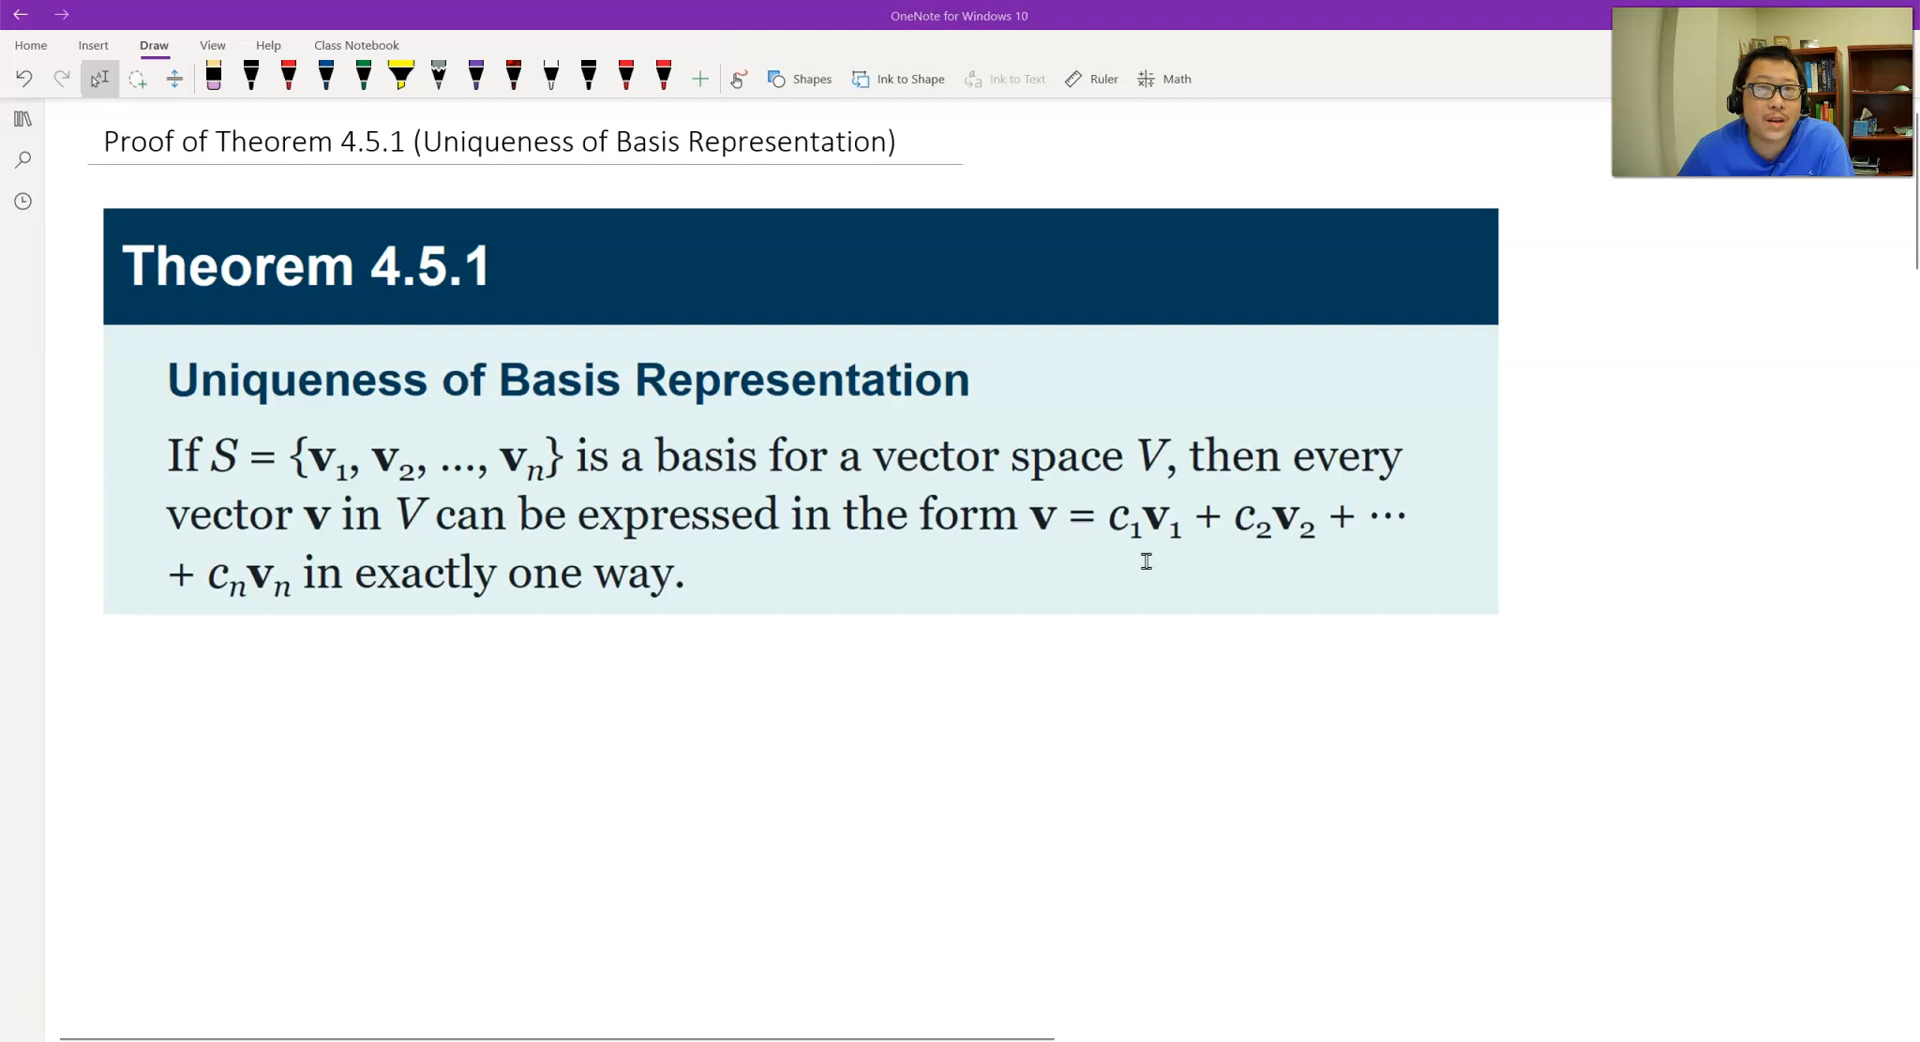 OneNote for Windows 10
Home Insert Draw View Help Class Notebook
Shapes Ink to Shape Ink to Text Ruler Math
Proof of Theorem 4.5.1 (Uniqueness of Basis Representation)
Theorem 4.5.1
Uniqueness of Basis Representation
If S = {v₁, v₂, ..., vₙ} is a basis for a vector space V, then every
vector v in V can be expressed in the form v = c₁v₁ + c₂v₂ + ⋯
+ cₙvₙ in exactly one way.